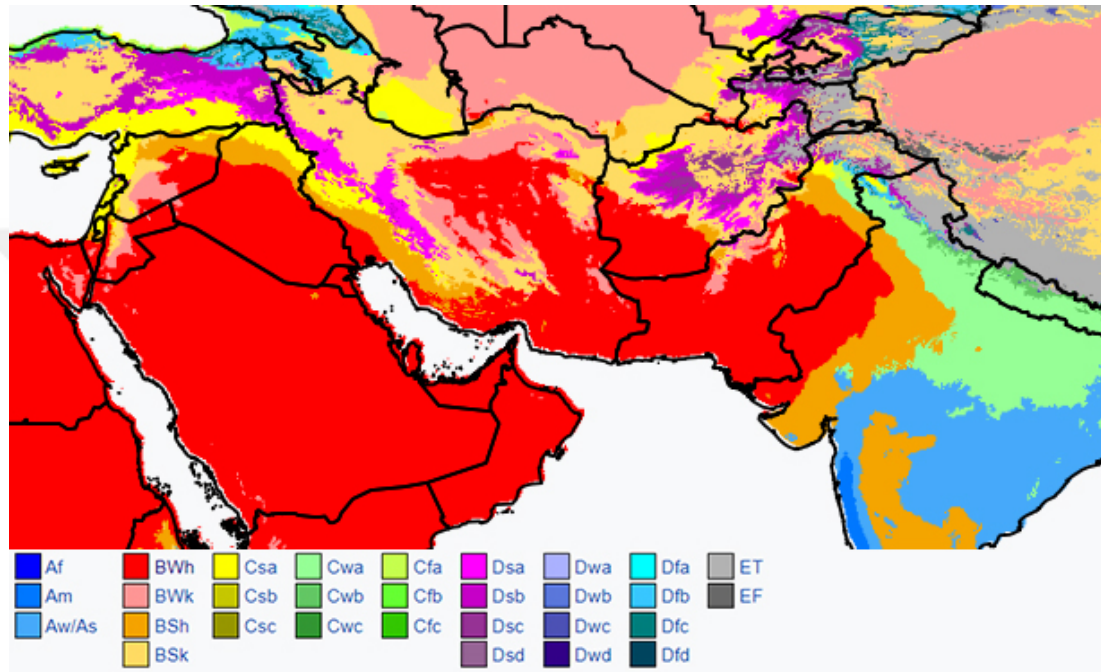 Af BWh Csa Cwa Cfa Dsa Dwa Dfa ET
Am BWk Csb Cwb Cfb Dsb Dwb Dfb EF
Aw/As BSh Csc Cwc Cfc Dsc Dwc Dfc
BSk Dsd Dwd Dfd